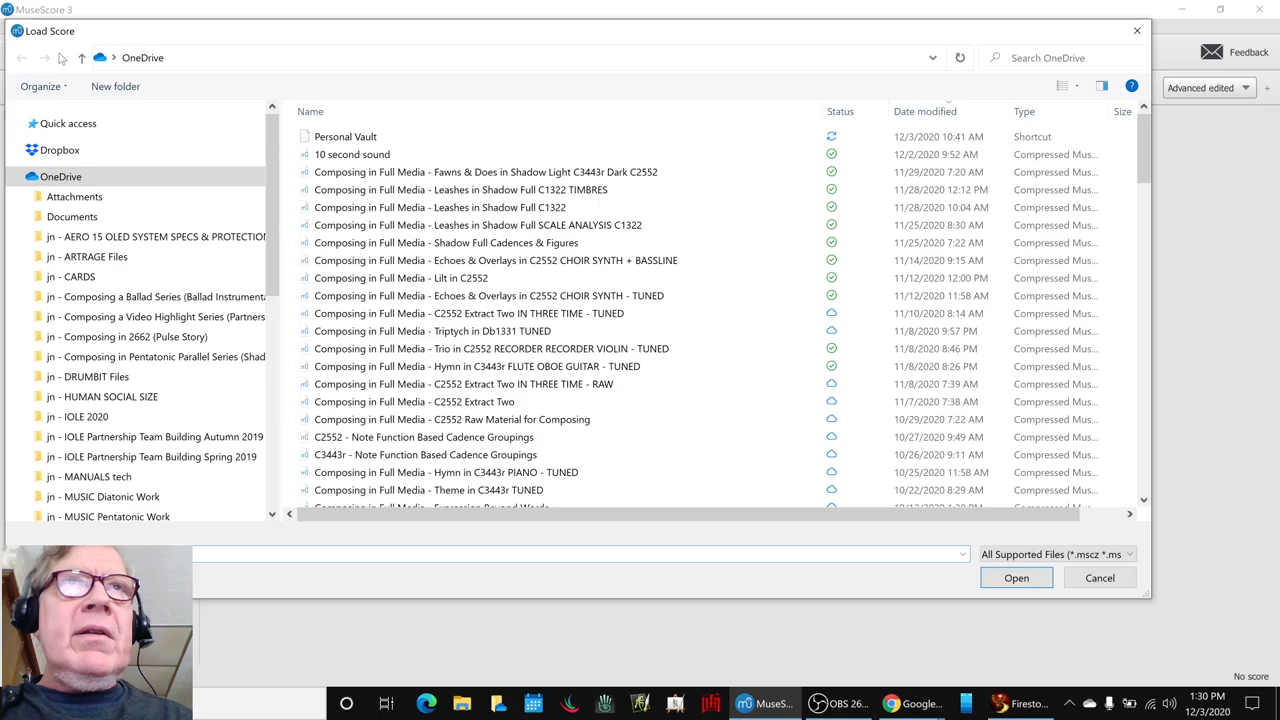 MuseScore 3
Load Score
OneDrive
Search OneDrive
Feedback
Organize
New folder
Advanced edited
Name
Status
Date modified
Type
Size
Quick access
Dropbox
OneDrive
Attachments
Documents
jn - AERO 15 OLED SYSTEM SPECS & PROTECTION
jn - ARTRAGE Files
jn - CARDS
jn - Composing a Ballad Series (Ballad Instrumenta
jn - Composing a Video Highlight Series (Partners
jn - Composing in 2662 (Pulse Story)
jn - Composing in Pentatonic Parallel Series (Shad
jn - DRUMBIT Files
jn - HUMAN SOCIAL SIZE
jn - IOLE 2020
jn - IOLE Partnership Team Building Autumn 2019
jn - IOLE Partnership Team Building Spring 2019
jn - MANUALS tech
jn - MUSIC Diatonic Work
jn - MUSIC Pentatonic Work
Personal Vault 12/3/2020 10:41 AM Shortcut
10 second sound 12/2/2020 9:52 AM Compressed Mus...
Composing in Full Media - Fawns & Does in Shadow Light C3443r Dark C2552 11/29/2020 7:20 AM Compressed Mus...
Composing in Full Media - Leashes in Shadow Full C1322 TIMBRES 11/28/2020 12:12 PM Compressed Mus...
Composing in Full Media - Leashes in Shadow Full C1322 11/28/2020 10:04 AM Compressed Mus...
Composing in Full Media - Leashes in Shadow Full SCALE ANALYSIS C1322 11/25/2020 8:30 AM Compressed Mus...
Composing in Full Media - Shadow Full Cadences & Figures 11/25/2020 7:22 AM Compressed Mus...
Composing in Full Media - Echoes & Overlays in C2552 CHOIR SYNTH + BASSLINE 11/14/2020 9:15 AM Compressed Mus...
Composing in Full Media - Lilt in C2552 11/12/2020 12:00 PM Compressed Mus...
Composing in Full Media - Echoes & Overlays in C2552 CHOIR SYNTH - TUNED 11/12/2020 11:58 AM Compressed Mus...
Composing in Full Media - C2552 Extract Two IN THREE TIME - TUNED 11/10/2020 8:14 AM Compressed Mus...
Composing in Full Media - Triptych in Db1331 TUNED 11/8/2020 9:57 PM Compressed Mus...
Composing in Full Media - Trio in C2552 RECORDER RECORDER VIOLIN - TUNED 11/8/2020 8:46 PM Compressed Mus...
Composing in Full Media - Hymn in C3443r FLUTE OBOE GUITAR - TUNED 11/8/2020 8:26 PM Compressed Mus...
Composing in Full Media - C2552 Extract Two IN THREE TIME - RAW 11/8/2020 7:39 AM Compressed Mus...
Composing in Full Media - C2552 Extract Two 11/7/2020 7:38 AM Compressed Mus...
Composing in Full Media - C2552 Raw Material for Composing 10/29/2020 7:22 AM Compressed Mus...
C2552 - Note Function Based Cadence Groupings 10/27/2020 9:49 AM Compressed Mus...
C3443r - Note Function Based Cadence Groupings 10/26/2020 9:11 AM Compressed Mus...
Composing in Full Media - Hymn in C3443r PIANO - TUNED 10/25/2020 11:58 AM Compressed Mus...
Composing in Full Media - Theme in C3443r TUNED 10/22/2020 8:29 AM Compressed Mus...
All Supported Files (*.mscz *.ms
Open
Cancel
No score
MuseS...
OBS 26...
Google...
Firesto...
1:30 PM
12/3/2020